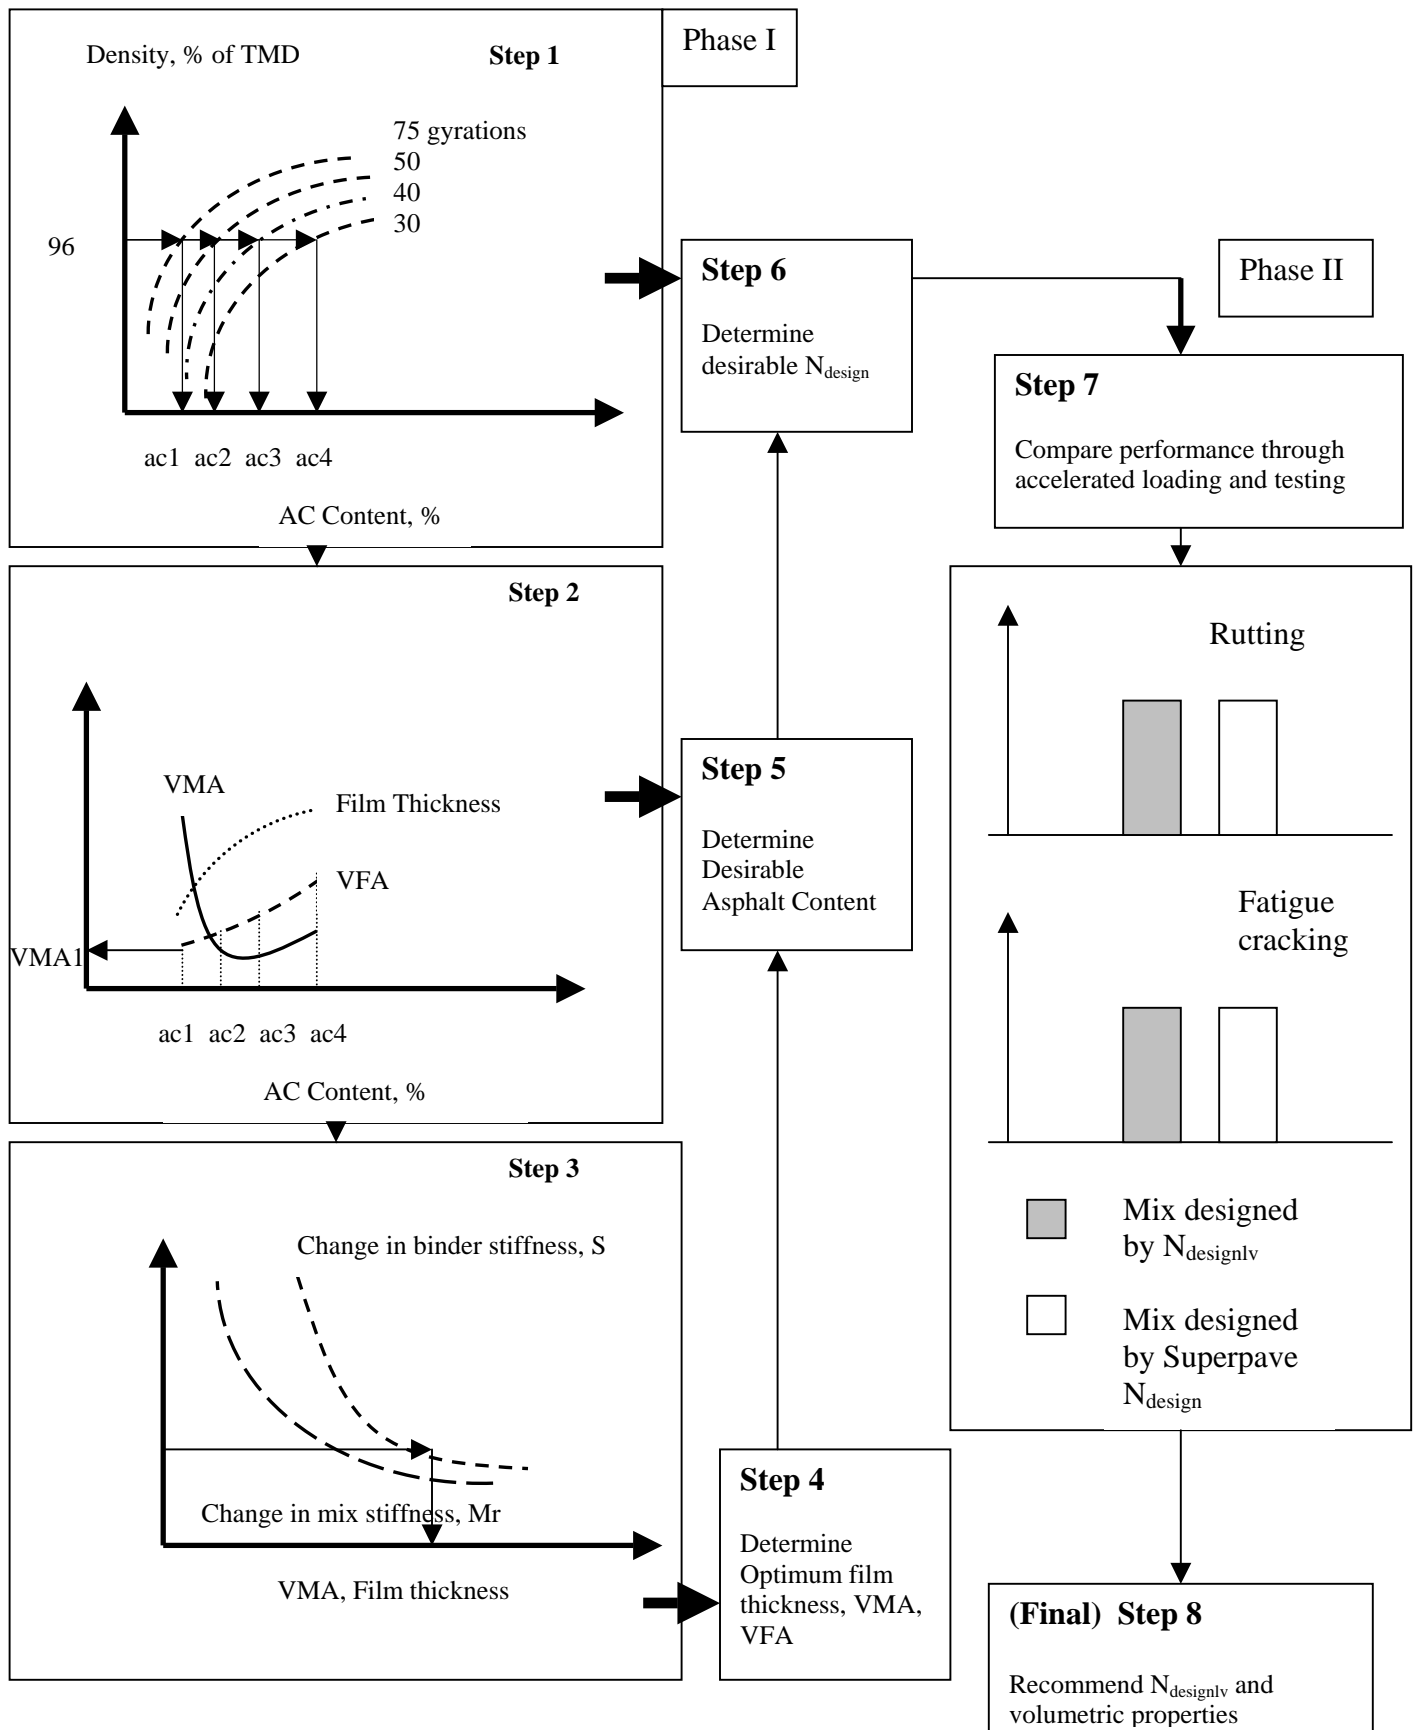 Phase I
Density, % of TMD
Step 1
75 gyrations
50
40
30
96
ac1 ac2 ac3 ac4
AC Content, %
Step 2
VMA
Film Thickness
VFA
VMA1
ac1 ac2 ac3 ac4
AC Content, %
Step 3
Change in binder stiffness, S
Change in mix stiffness, Mr
VMA, Film thickness
Step 4
Determine
Optimum film
thickness, VMA,
VFA
Step 5
Determine
Desirable
Asphalt Content
Step 6
Determine
desirable Ndesign
Phase II
Step 7
Compare performance through
accelerated loading and testing
Rutting
Fatigue
cracking
Mix designed
by Ndesignlv
Mix designed
by Superpave
Ndesign
(Final) Step 8
Recommend Ndesignlv and
volumetric properties